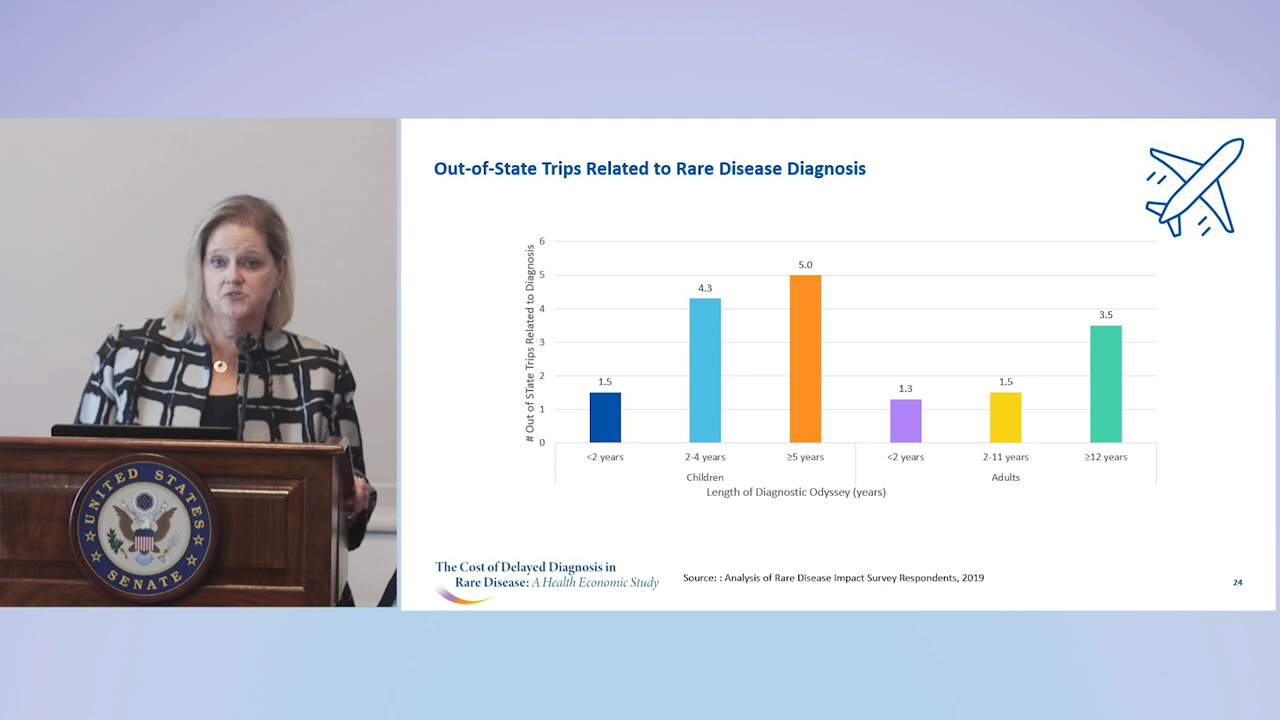 UNITED STATES
SENATE
Out-of-State Trips Related to Rare Disease Diagnosis
# Out of STate Trips Related to Diagnosis
6
5
4
3
2
1
0
1.5
4.3
5.0
1.3
1.5
3.5
<2 years
2-4 years
≥5 years
<2 years
2-11 years
≥12 years
Children
Adults
Length of Diagnostic Odyssey (years)
The Cost of Delayed Diagnosis in
Rare Disease: A Health Economic Study
Source: : Analysis of Rare Disease Impact Survey Respondents, 2019
24